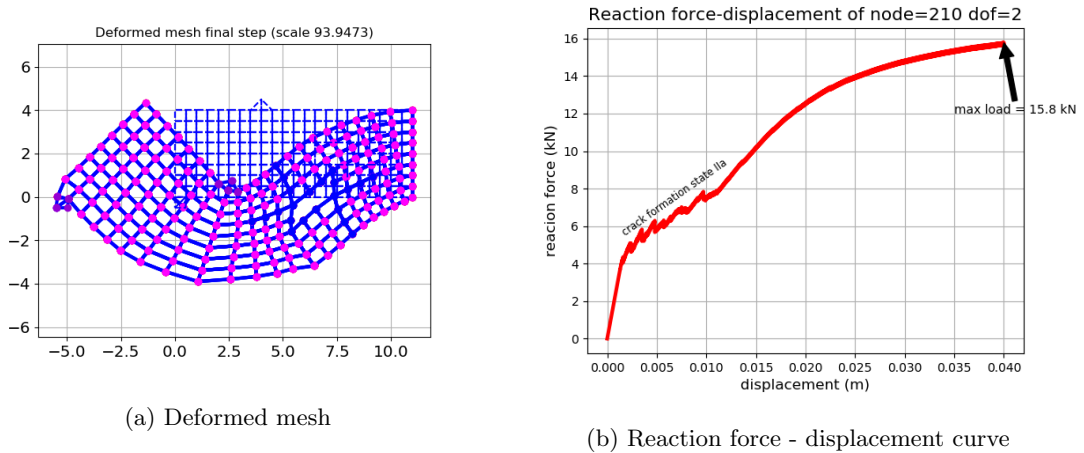 Deformed mesh final step (scale 93.9473)
6
4
2
0
−2
−4
−6
−5.0 −2.5 0.0 2.5 5.0 7.5 10.0
(a) Deformed mesh
Reaction force-displacement of node=210 dof=2
16
14
12
10
8
6
4
2
0
reaction force (kN)
crack formation state IIa
max load = 15.8 kN
0.000 0.005 0.010 0.015 0.020 0.025 0.030 0.035 0.040
displacement (m)
(b) Reaction force - displacement curve